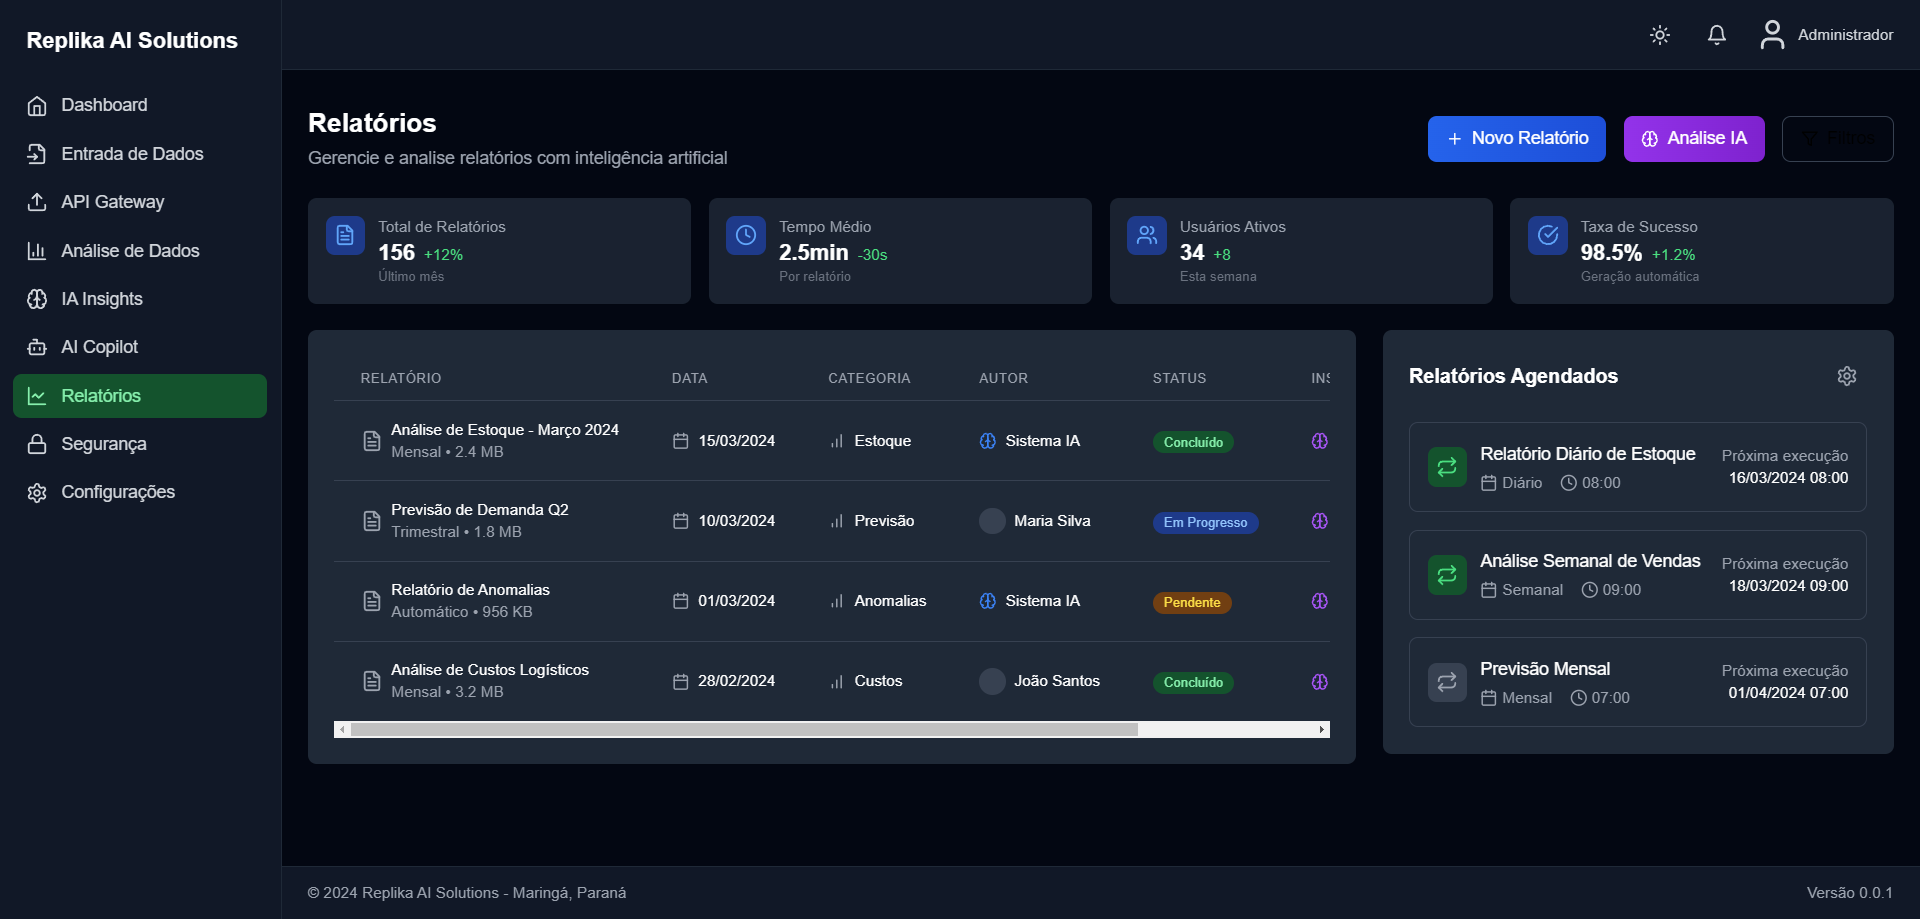 Replika AI Solutions
Administrador
Dashboard
Entrada de Dados
API Gateway
Análise de Dados
IA Insights
AI Copilot
Relatórios
Segurança
Configurações
Relatórios
Gerencie e analise relatórios com inteligência artificial
Novo Relatório
Análise IA
Filtros
Total de Relatórios
156 +12%
Último mês
Tempo Médio
2.5min -30s
Por relatório
Usuários Ativos
34 +8
Esta semana
Taxa de Sucesso
98.5% +1.2%
Geração automática
RELATÓRIO DATA CATEGORIA AUTOR STATUS INS
Análise de Estoque - Março 2024
Mensal • 2.4 MB
15/03/2024 Estoque Sistema IA Concluído
Previsão de Demanda Q2
Trimestral • 1.8 MB
10/03/2024 Previsão Maria Silva Em Progresso
Relatório de Anomalias
Automático • 956 KB
01/03/2024 Anomalias Sistema IA Pendente
Análise de Custos Logísticos
Mensal • 3.2 MB
28/02/2024 Custos João Santos Concluído
Relatórios Agendados
Relatório Diário de Estoque
Diário 08:00
Próxima execução
16/03/2024 08:00
Análise Semanal de Vendas
Semanal 09:00
Próxima execução
18/03/2024 09:00
Previsão Mensal
Mensal 07:00
Próxima execução
01/04/2024 07:00
© 2024 Replika AI Solutions - Maringá, Paraná
Versão 0.0.1